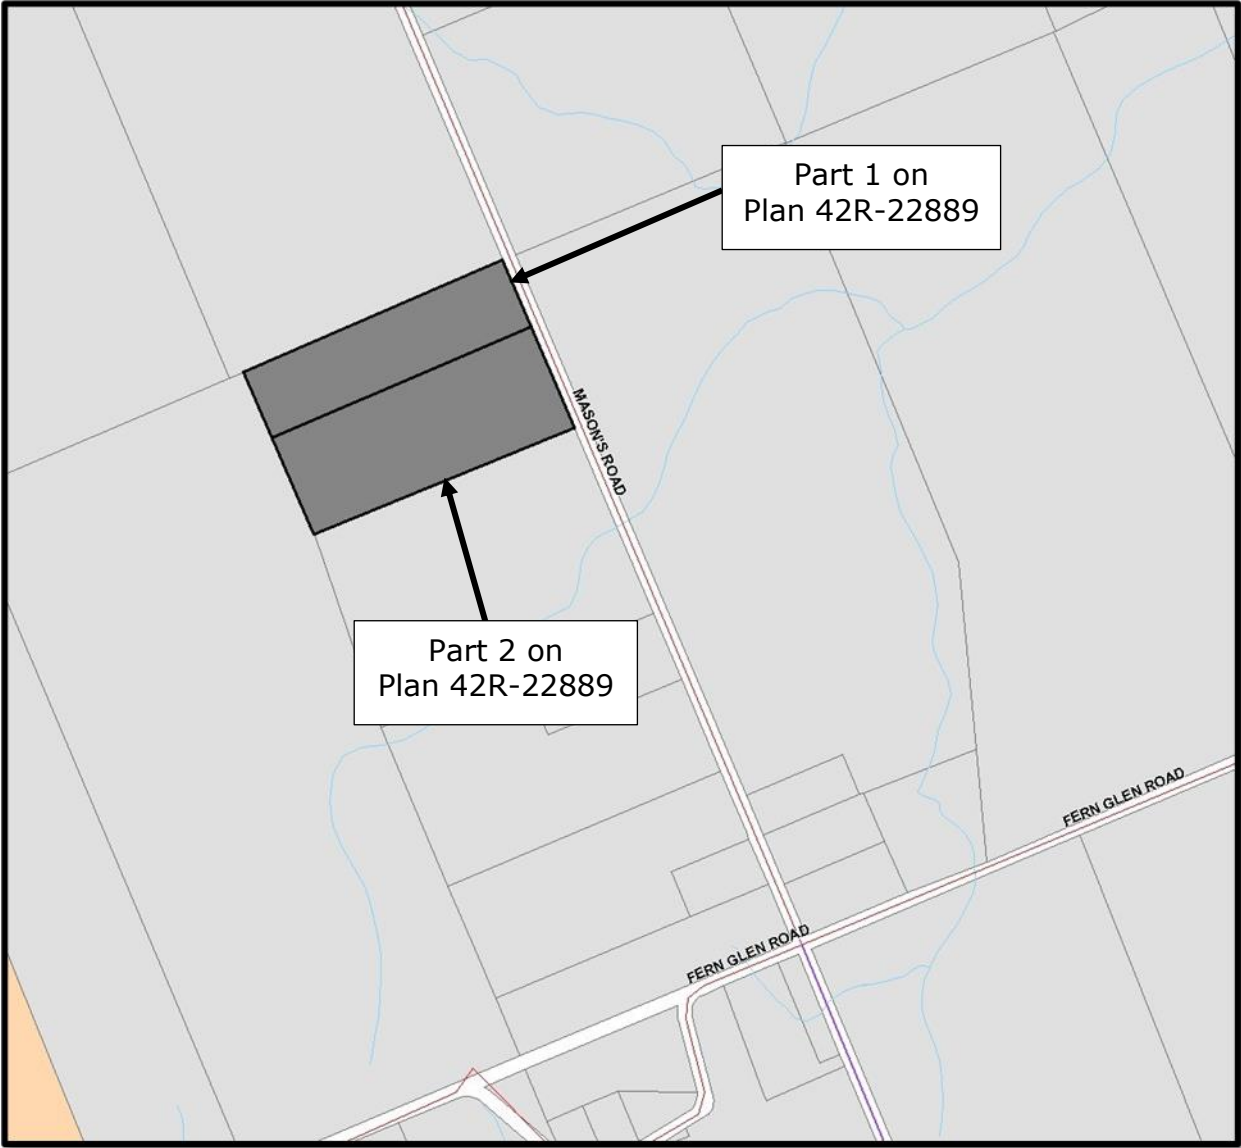 Part 1 on
Plan 42R-22889
MASON'S ROAD
Part 2 on
Plan 42R-22889
FERN GLEN ROAD
FERN GLEN ROAD